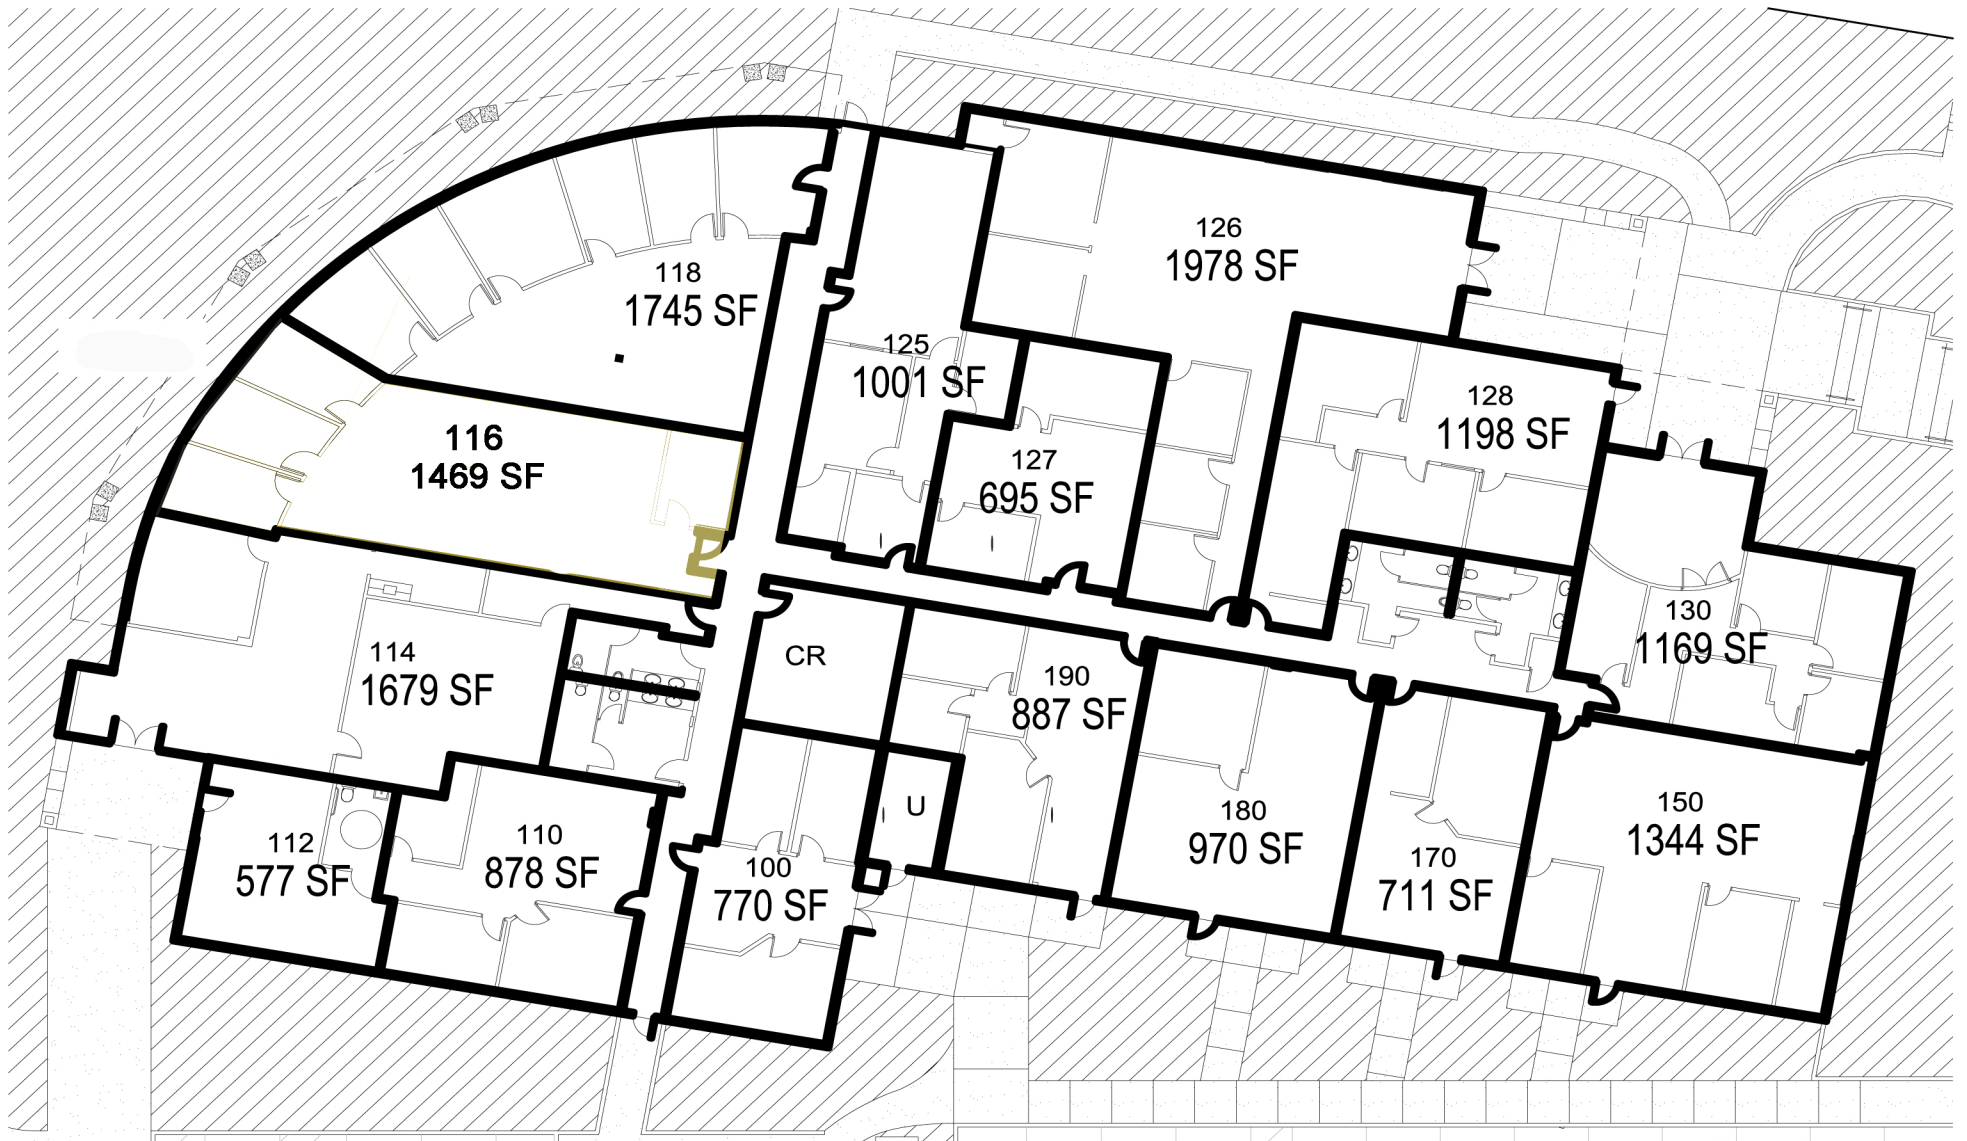 126
1978 SF
118
1745 SF
125
1001 SF
128
1198 SF
116
1469 SF
127
695 SF
130
1169 SF
114
1679 SF
CR
190
887 SF
U
180
970 SF
150
1344 SF
112
577 SF
110
878 SF
100
770 SF
170
711 SF